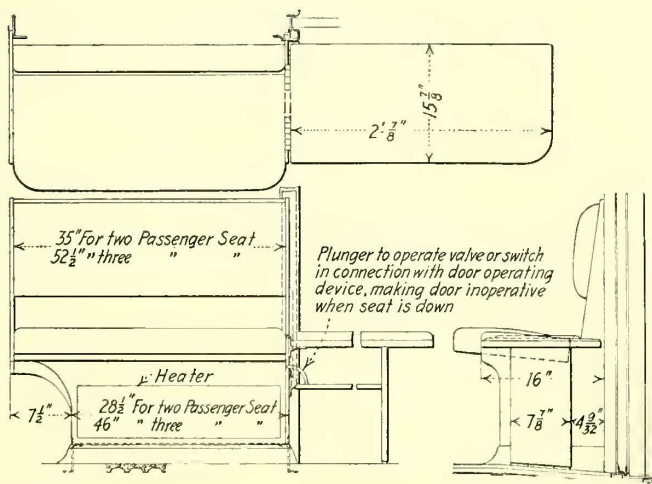 15 7/8"
2'-7/8"
35" For two Passenger Seat
52 1/2" " three " "
Plunger to operate valve or switch
in connection with door operating
device, making door inoperative
when seat is down
Heater
7 1/2"
28 1/2" For two Passenger Seat
46" " three " "
16"
7 7/8"
4 9/32"